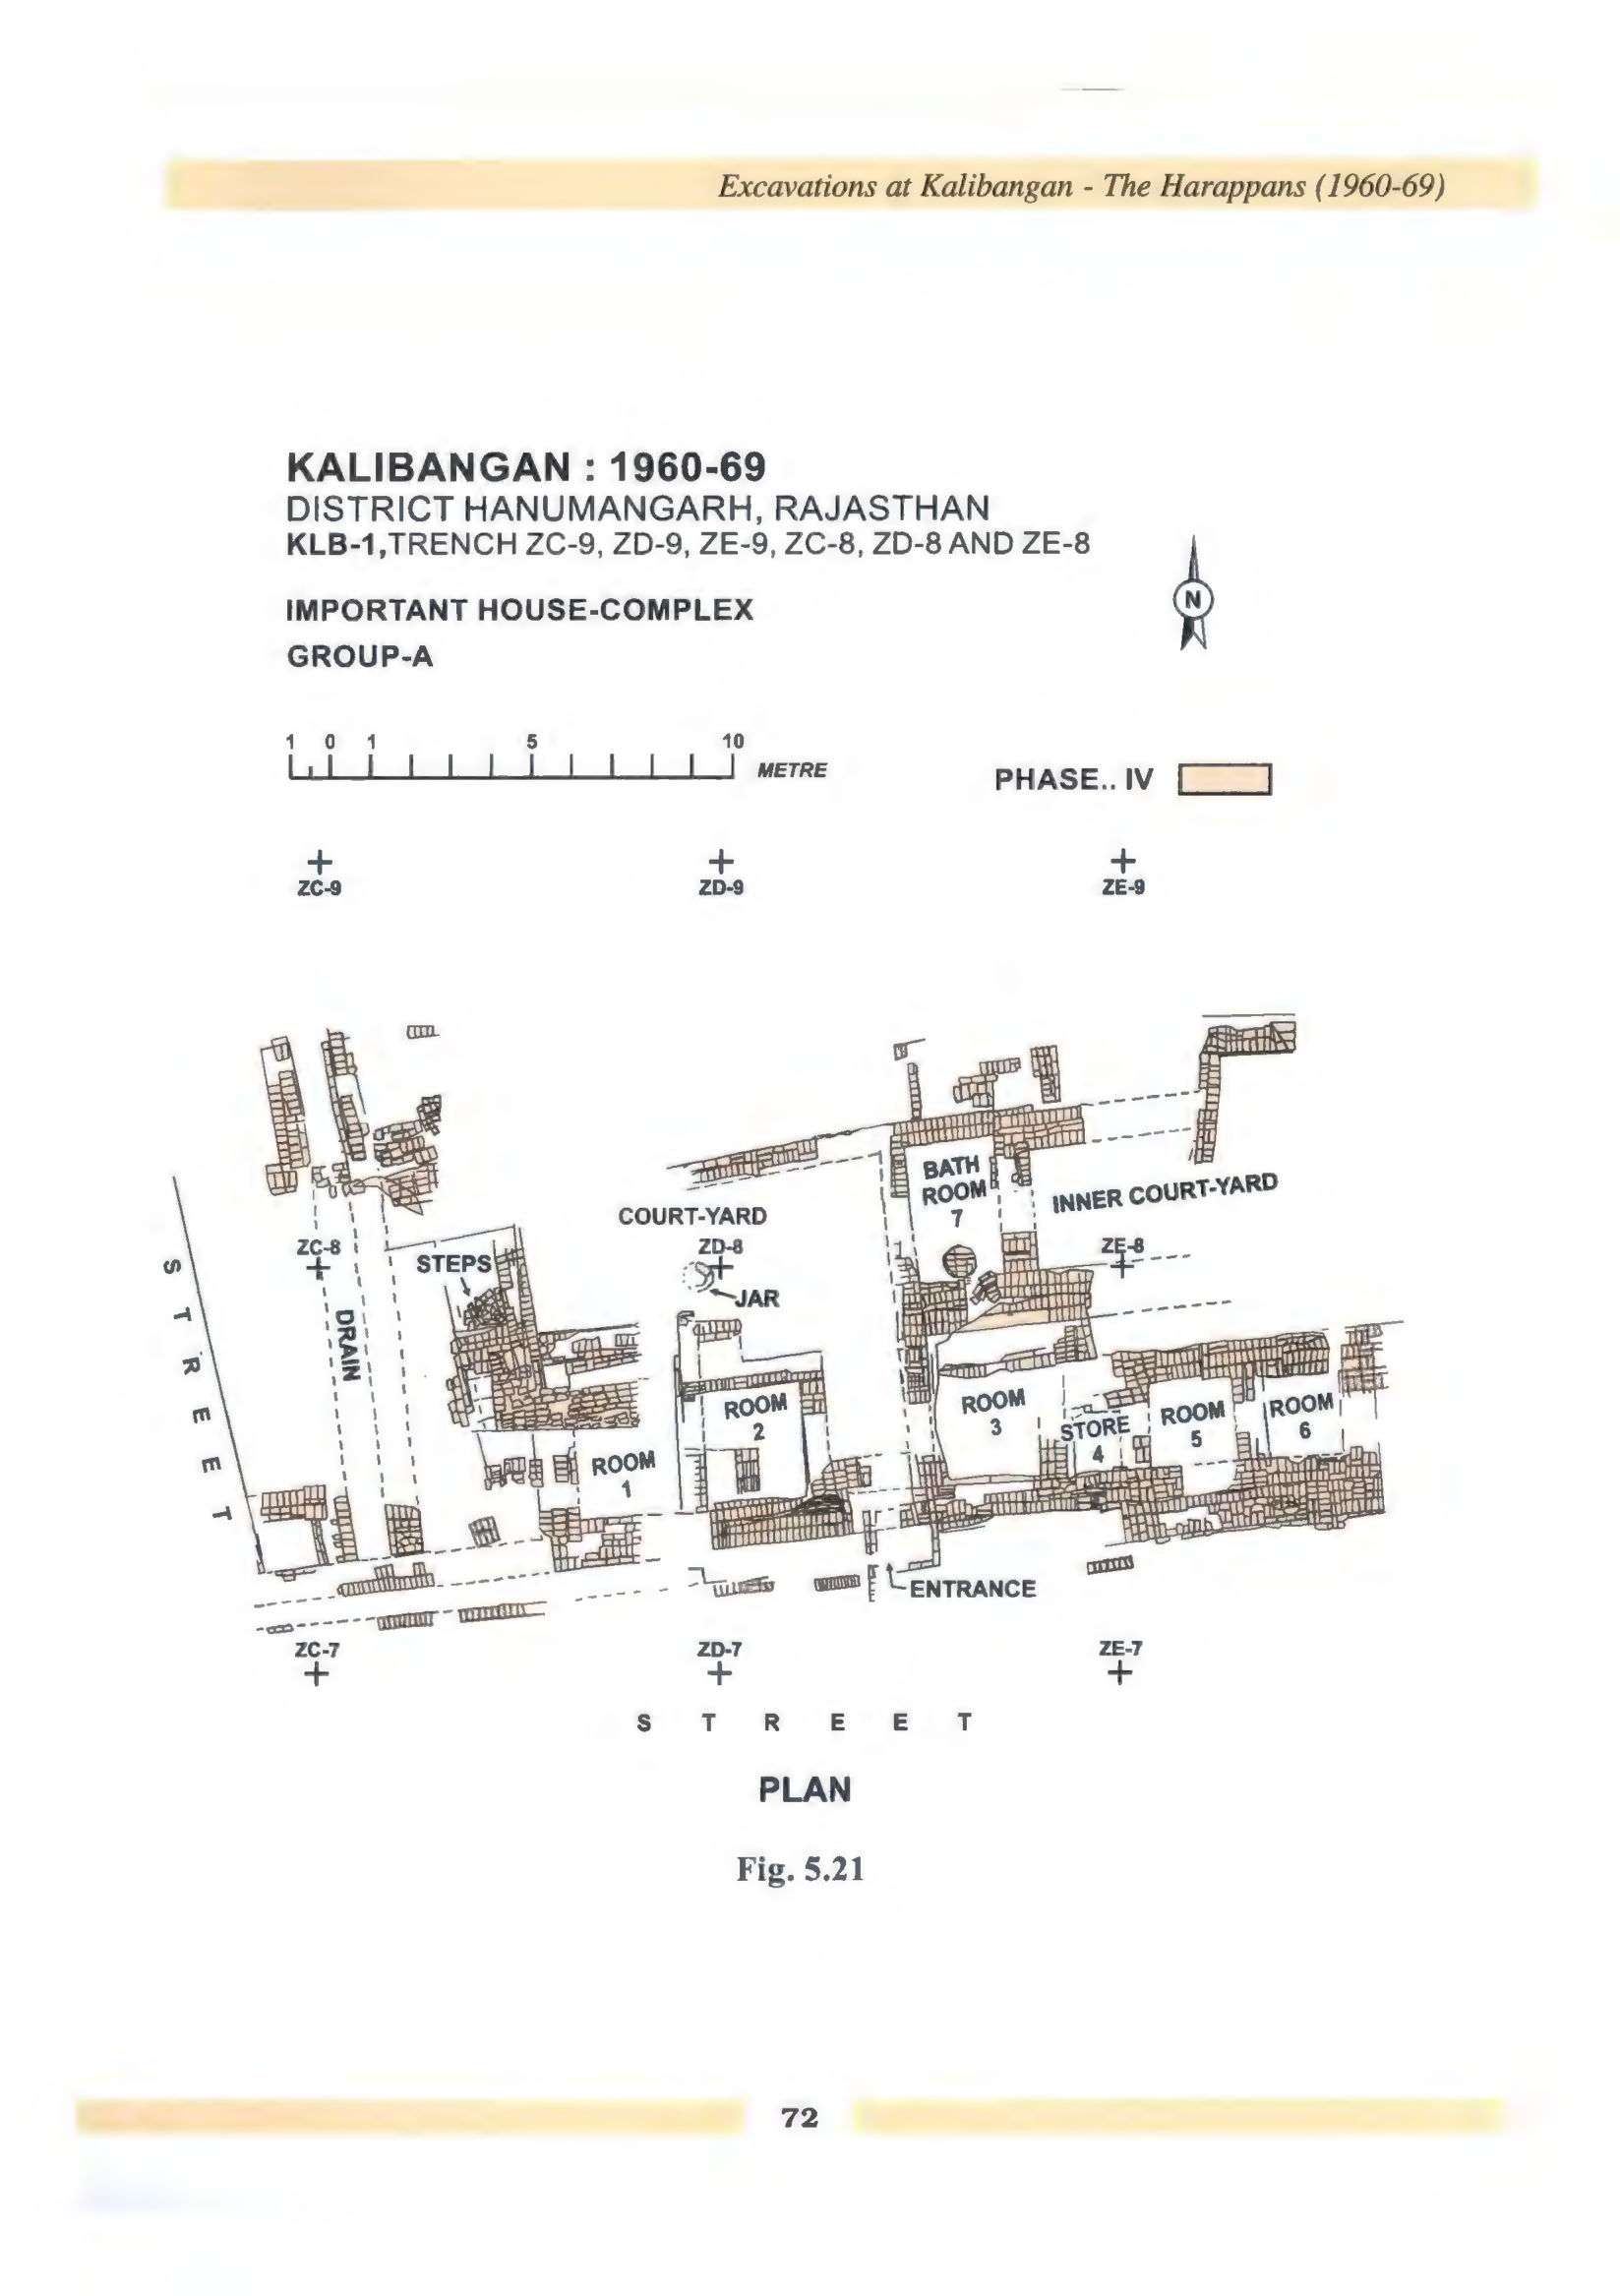 Excavations at Kalibangan - The Harappans (1960-69)
KALIBANGAN : 1960-69
DISTRICT HANUMANGARH, RAJASTHAN
KLB-1,TRENCH ZC-9, ZD-9, ZE-9, ZC-8, ZD-8 AND ZE-8
N
IMPORTANT HOUSE-COMPLEX
GROUP-A
1 0 1 5 10
METRE
PHASE.. IV
ZC-9 ZD-9 ZE-9
BATH
ROOM
7
INNER COURT-YARD
COURT-YARD
ZC-8
STEPS
ZD-8
ZE-8
JAR
STREET
DRAIN
ROOM
1
ROOM
2
ROOM
3
STORE
4
ROOM
5
ROOM
6
ENTRANCE
ZC-7 ZD-7 ZE-7
S T R E E T
PLAN
Fig. 5.21
72